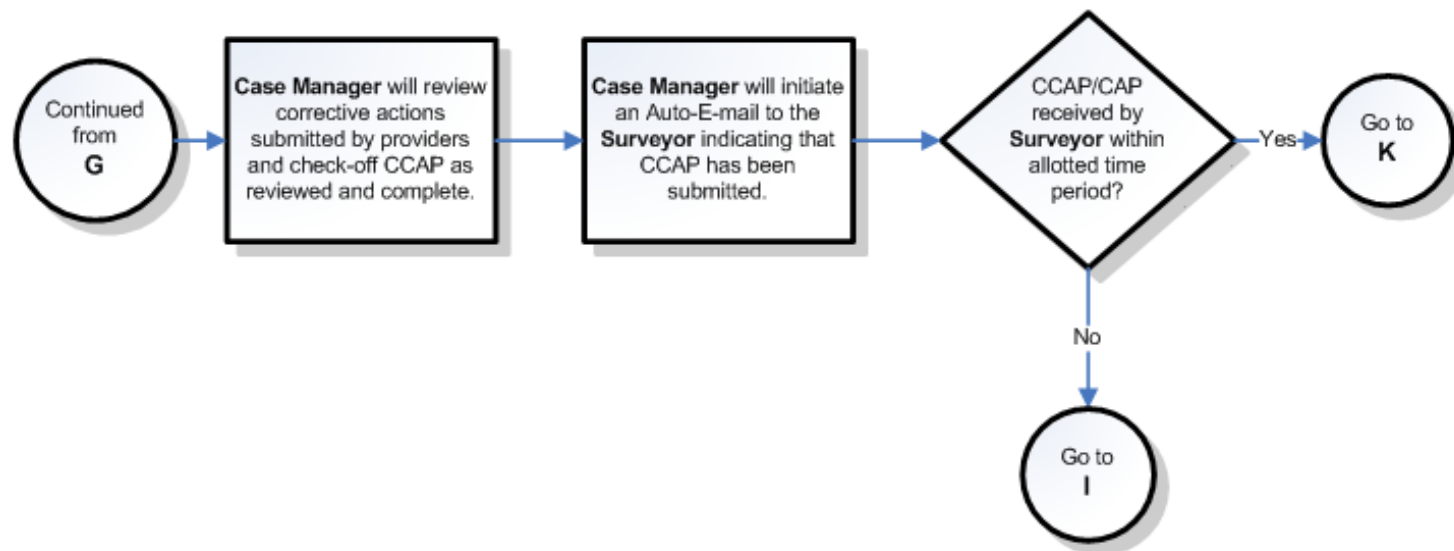 Continued
from
G
Case Manager will review
corrective actions
submitted by providers
and check-off CCAP as
reviewed and complete.
Case Manager will initiate
an Auto-E-mail to the
Surveyor indicating that
CCAP has been
submitted.
CCAP/CAP
received by
Surveyor within
allotted time
period?
Yes
Go to
K
No
Go to
I